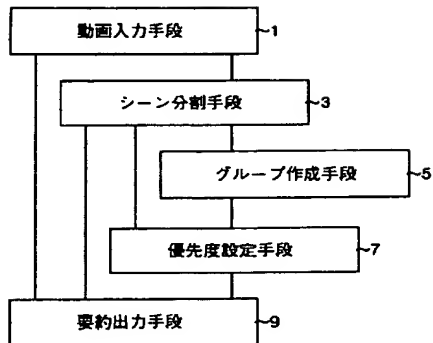 動画入力手段 ~1
シーン分割手段 ~3
グループ作成手段 ~5
優先度設定手段 ~7
要約出力手段 ~9